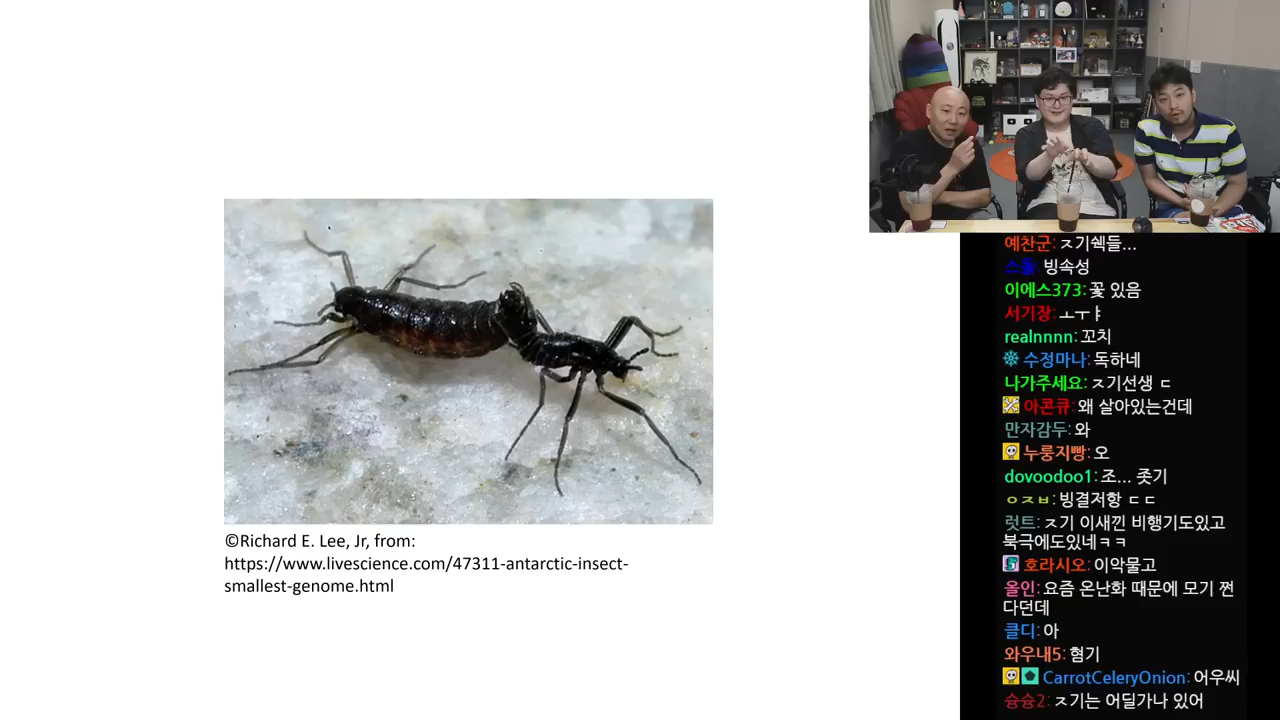 ©Richard E. Lee, Jr, from:
https://www.livescience.com/47311-antarctic-insect-
smallest-genome.html
예찬군: ㅈ기쉑들...
스돌: 빙속성
이에스373: 꽃 있음
서기장: ㅗㅜㅑ
realnnnn: 꼬치
수정마나: 독하네
나가주세요: ㅈ기선생 ㄷ
아콘큐: 왜 살아있는건데
만자감두: 와
누룽지빵: 오
dovoodoo1: 조... 좃기
ㅇㅈㅂ: 빙결저항 ㄷㄷ
럿트: ㅈ기 이새낀 비행기도있고
북극에도있네ㅋㅋ
호라시오: 이악물고
올인: 요즘 온난화 때문에 모기 쩐
다던데
클디: 아
와우내5: 혐기
CarrotCeleryOnion: 어우씨
슝슝2: ㅈ기는 어딜가나 있어